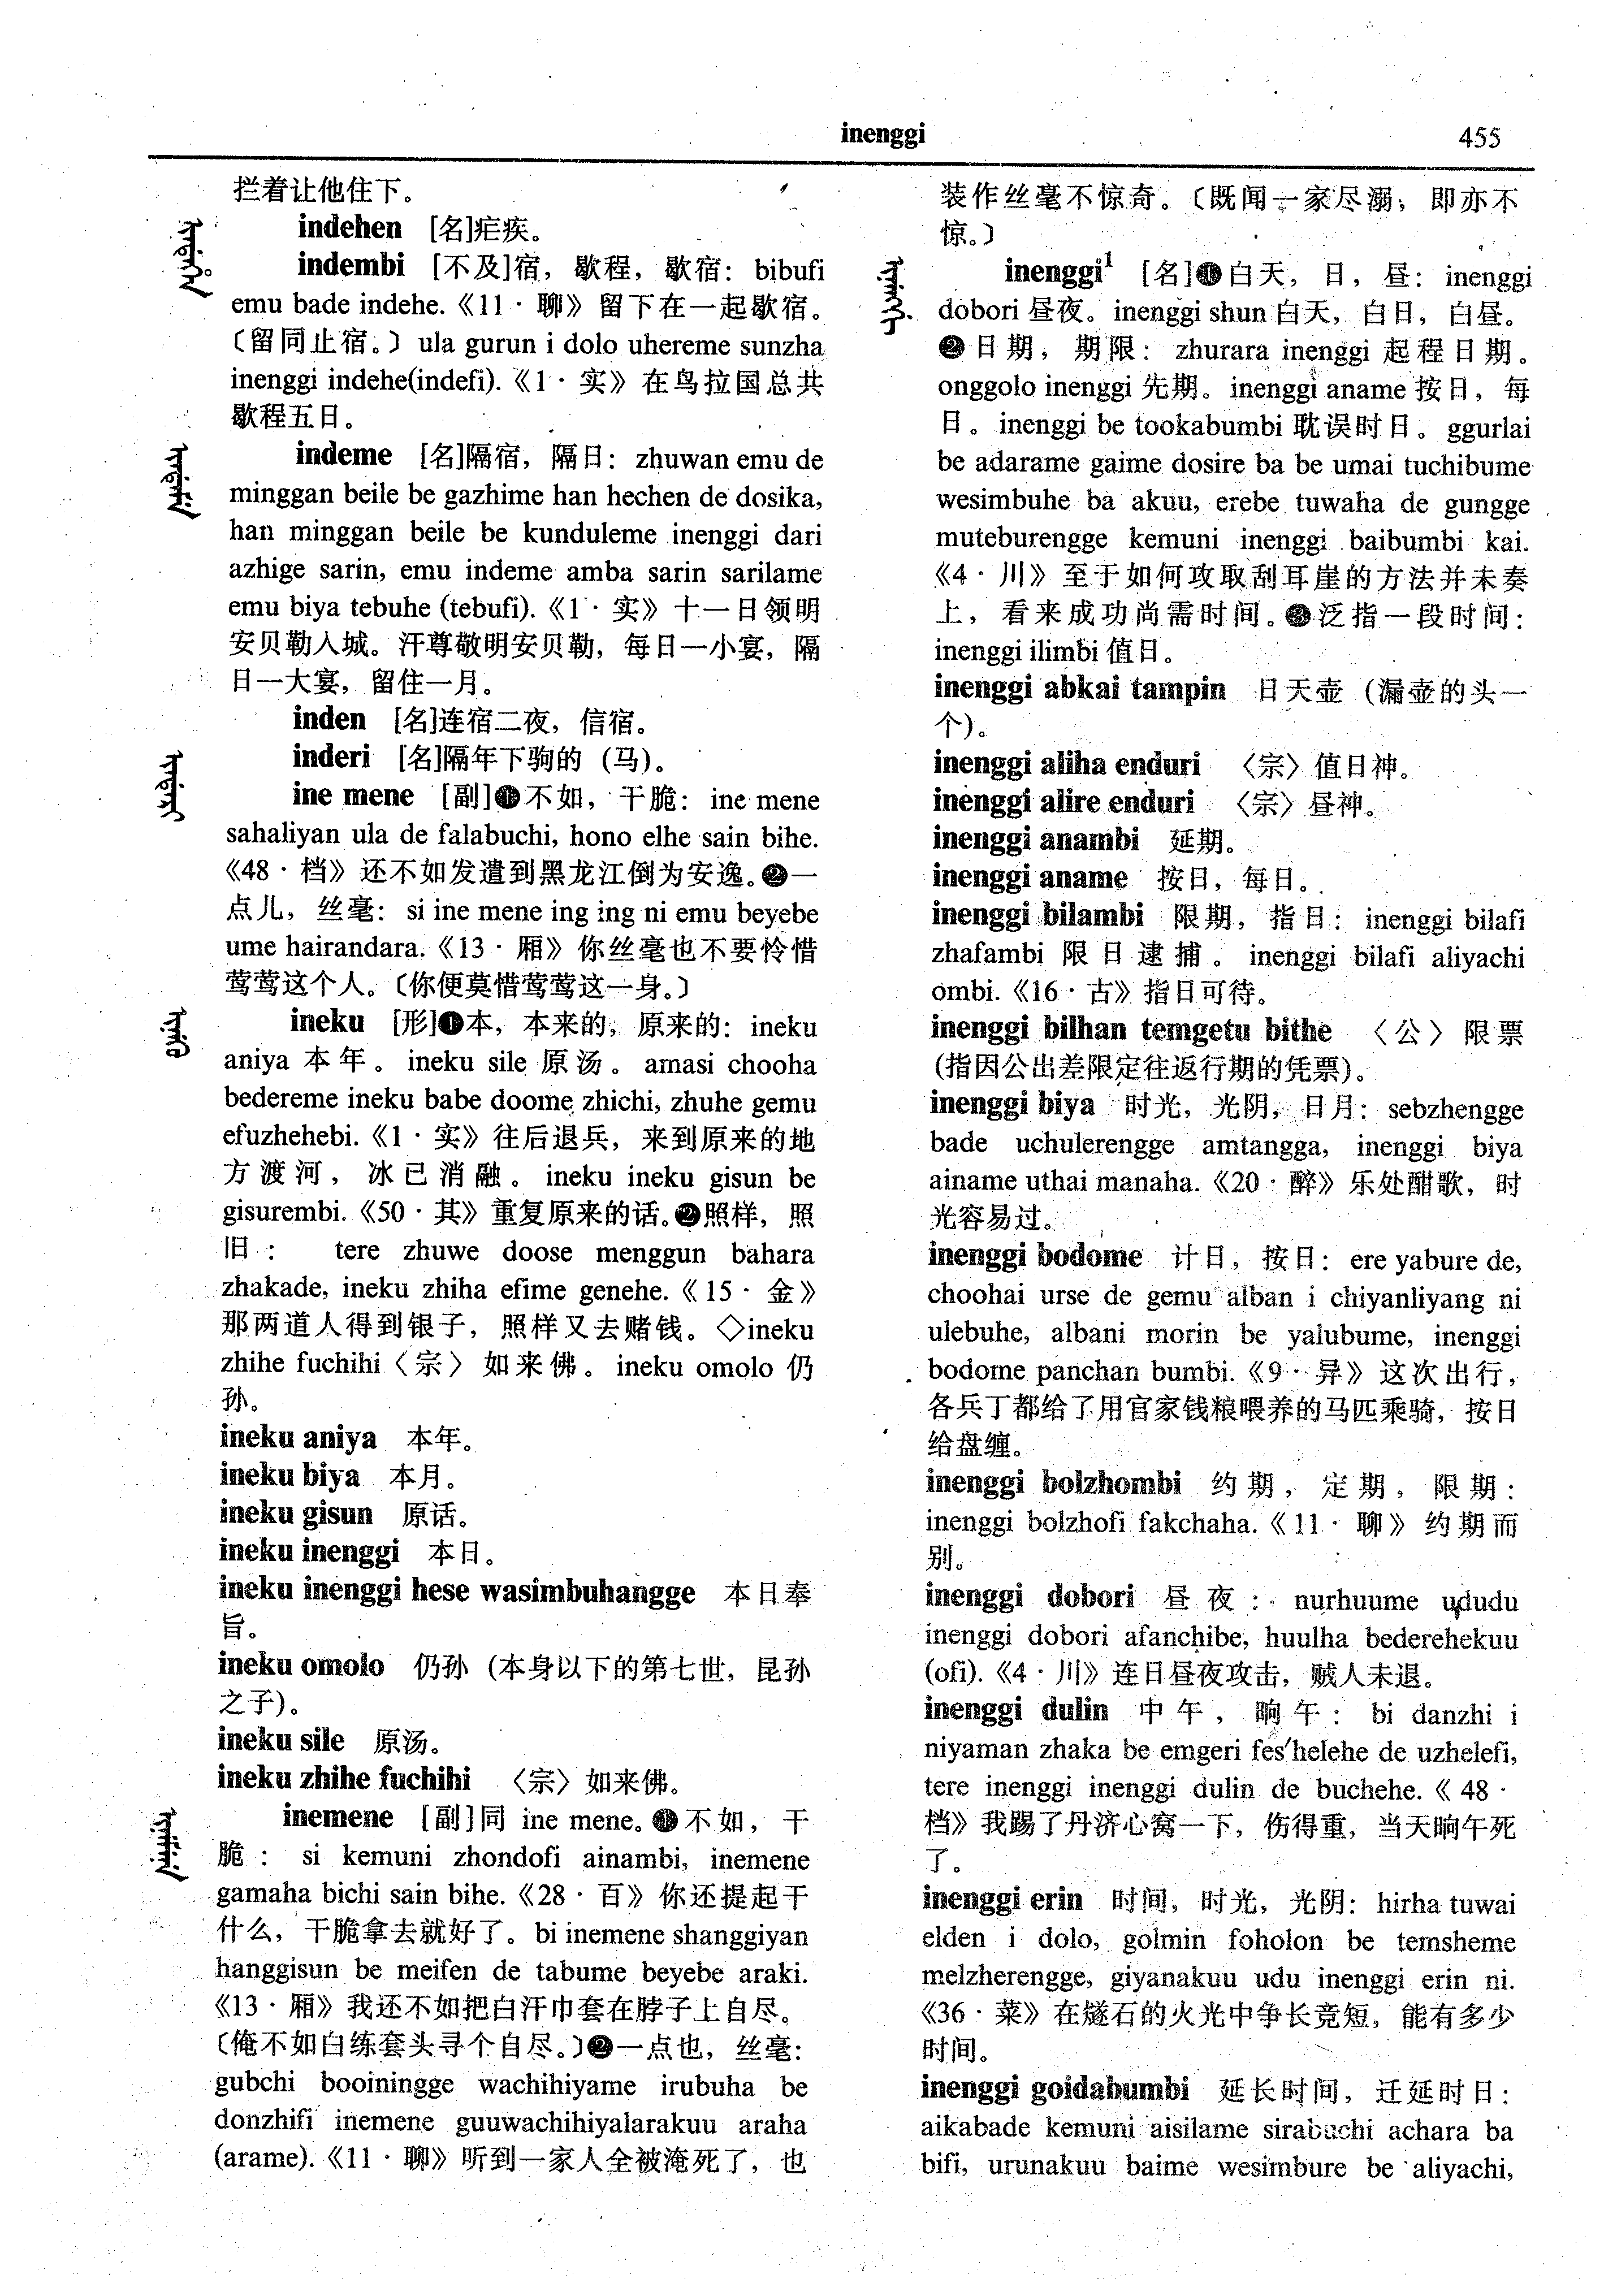 inenggi
455
拦着让他住下。
indehen [名]疟疾。
indembi [不及]宿，歇程，歇宿：bibufi
emu bade indehe.《11·聊》留下在一起歇宿。
〔留同止宿。〕ula gurun i dolo uhereme sunzha
inenggi indehe(indefi).《1·实》在乌拉国总共
歇程五日。
indeme [名]隔宿，隔日：zhuwan emu de
minggan beile be gazhime han hechen de dosika,
han minggan beile be kunduleme inenggi dari
azhige sarin, emu indeme amba sarin sarilame
emu biya tebuhe (tebufi).《1·实》十一日领明
安贝勒人城。汗尊敬明安贝勒，每日一小宴，隔
日一大宴，留住一月。
inden [名]连宿二夜，信宿。
inderi [名]隔年下驹的（马）。
ine mene [副]❶不如，干脆：ine mene
sahaliyan ula de falabuchi, hono elhe sain bihe.
《48·档》还不如发遣到黑龙江倒为安逸。❷一
点儿，丝毫：si ine mene ing ing ni emu beyebe
ume hairandara.《13·厢》你丝毫也不要怜惜
莺莺这个人。〔你便莫惜莺莺这一身。〕
ineku [形]❶本，本来的，原来的：ineku
aniya 本年。ineku sile 原汤。amasi chooha
bedereme ineku babe doome zhichi, zhuhe gemu
efuzhehebi.《1·实》往后退兵，来到原来的地
方渡河，冰已消融。ineku ineku gisun be
gisurembi.《50·其》重复原来的话。❷照样，照
旧： tere zhuwe doose menggun bahara
zhakade, ineku zhiha efime genehe.《15·金》
那两道人得到银子，照样又去赌钱。◇ineku
zhihe fuchihi〈宗〉如来佛。ineku omolo 仍
孙。
ineku aniya 本年。
ineku biya 本月。
ineku gisun 原话。
ineku inenggi 本日。
ineku inenggi hese wasimbuhangge 本日奉
旨。
ineku omolo 仍孙（本身以下的第七世，昆孙
之子）。
ineku sile 原汤。
ineku zhihe fuchihi 〈宗〉如来佛。
inemene [副]同 ine mene.❶不如，干
脆：si kemuni zhondofi ainambi, inemene
gamaha bichi sain bihe.《28·百》你还提起干
什么，干脆拿去就好了。bi inemene shanggiyan
hanggisun be meifen de tabume beyebe araki.
《13·厢》我还不如把白汗巾套在脖子上自尽。
〔俺不如白练套头寻个自尽。〕❷一点也，丝毫：
gubchi booiningge wachihiyame irubuha be
donzhifi inemene guuwachihiyalarakuu araha
(arame).《11·聊》听到一家人全被淹死了，也
装作丝毫不惊奇。〔既闻一家尽溺，即亦不
惊。〕
inenggi¹ [名]❶白天，日，昼：inenggi
dobori 昼夜。inenggi shun 白天，白日，白昼。
❷日期，期限：zhurara inenggi 起程日期。
onggolo inenggi 先期。inenggi aname 按日，每
日。inenggi be tookabumbi 耽误时日。ggurlai
be adarame gaime dosire ba be umai tuchibume
wesimbuhe ba akuu, erebe tuwaha de gungge
muteburengge kemuni inenggi baibumbi kai.
《4·川》至于如何攻取刮耳崖的方法并未奏
上，看来成功尚需时间。❸泛指一段时间：
inenggi ilimbi 值日。
inenggi abkai tampin 日天壶（漏壶的头一
个）。
inenggi aliha enduri 〈宗〉值日神。
inenggi alire enduri 〈宗〉昼神。
inenggi anambi 延期。
inenggi aname 按日，每日。
inenggi bilambi 限期，指日：inenggi bilafi
zhafambi 限日逮捕。inenggi bilafi aliyachi
ombi.《16·古》指日可待。
inenggi bilhan temgetu bithe 〈公〉限票
（指因公出差限定往返行期的凭票）。
inenggi biya 时光，光阴，日月：sebzhengge
bade uchulerengge amtangga, inenggi biya
ainame uthai manaha.《20·醉》乐处酣歌，时
光容易过。
inenggi bodome 计日，按日：ere yabure de,
choohai urse de gemu alban i chiyanliyang ni
ulebuhe, albani morin be yalubume, inenggi
bodome panchan bumbi.《9·异》这次出行，
各兵丁都给了用官家钱粮喂养的马匹乘骑，按日
给盘缠。
inenggi bolzhombi 约期，定期，限期：
inenggi bolzhofi fakchaha.《11·聊》约期而
别。
inenggi dobori 昼夜：nurhuume ududu
inenggi dobori afanchibe, huulha bederehekuu
(ofi).《4·川》连日昼夜攻击，贼人未退。
inenggi dulin 中午，晌午：bi danzhi i
niyaman zhaka be emgeri fes'helehe de uzhelefi,
tere inenggi inenggi dulin de buchehe.《48·
档》我踢了丹济心窝一下，伤得重，当天晌午死
了。
inenggi erin 时间，时光，光阴：hirha tuwai
elden i dolo, golmin foholon be temsheme
melzherengge, giyanakuu udu inenggi erin ni.
《36·菜》在燧石的火光中争长竞短，能有多少
时间。
inenggi goidabumbi 延长时间，迁延时日：
aikabade kemuni aisilame sirabuchi achara ba
bifi, urunakuu baime wesimbure be aliyachi,